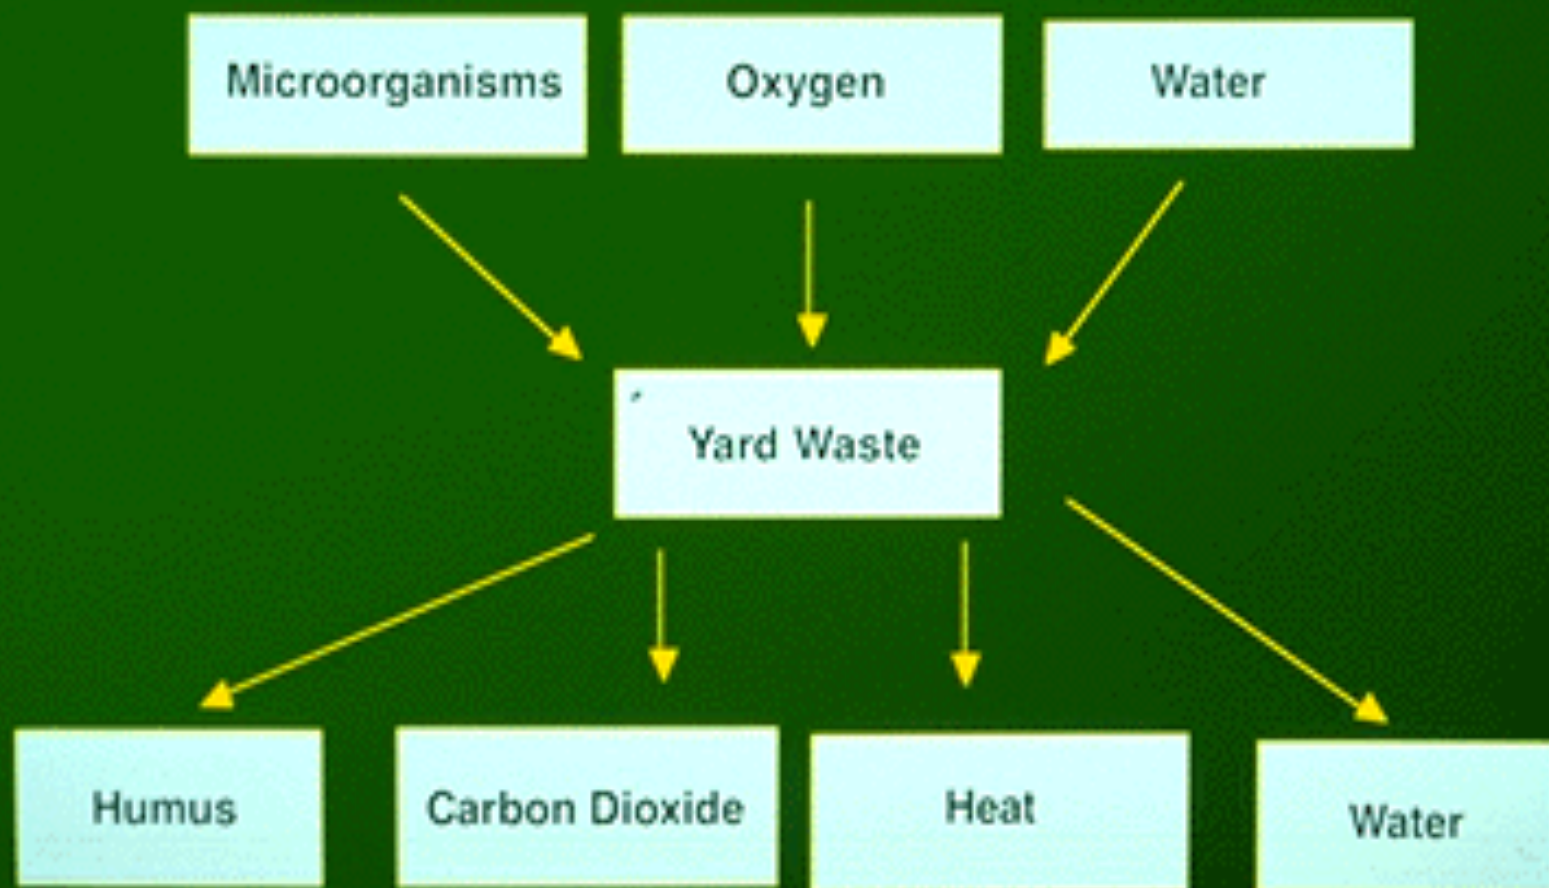 Microorganisms
Oxygen
Water
Yard Waste
Humus
Carbon Dioxide
Heat
Water